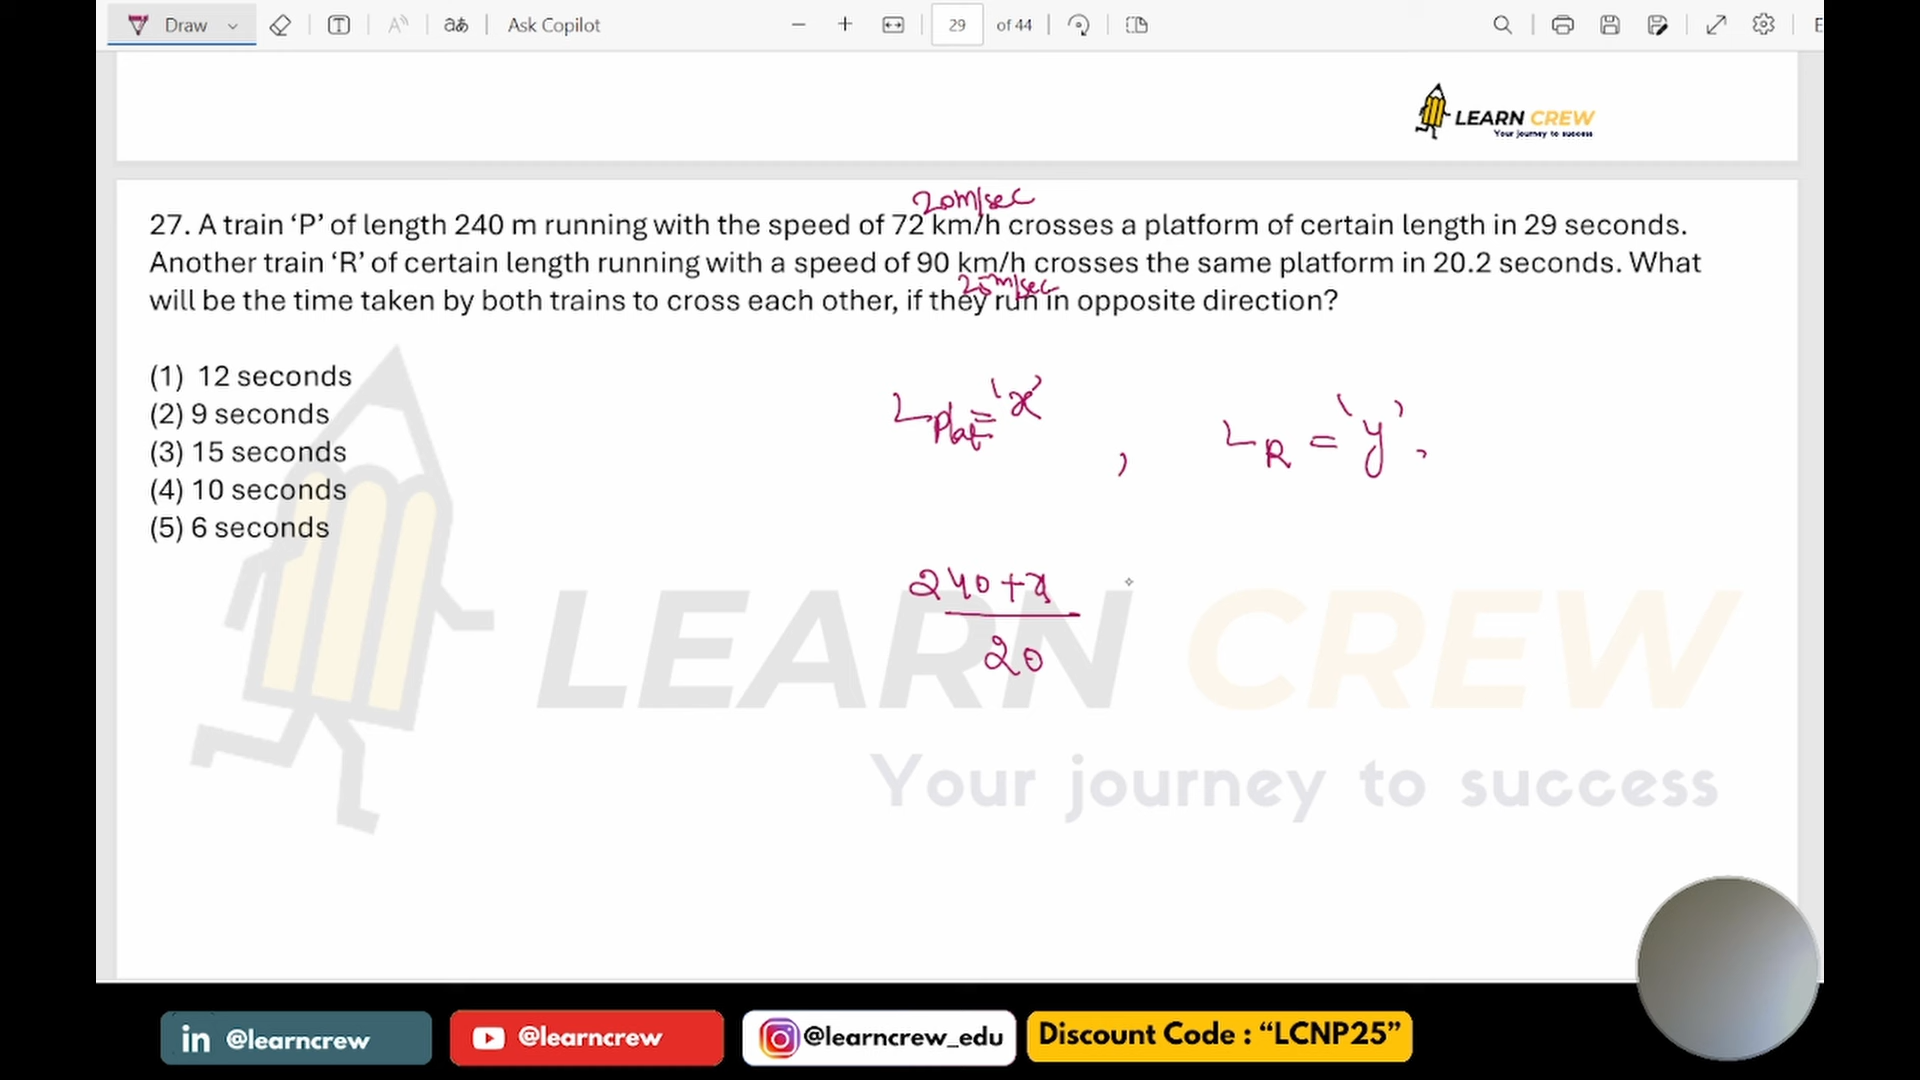 Draw
Ask Copilot
29 of 44
LEARN CREW
Your journey to success
20m/sec
27. A train ‘P’ of length 240 m running with the speed of 72 km/h crosses a platform of certain length in 29 seconds.
Another train ‘R’ of certain length running with a speed of 90 km/h crosses the same platform in 20.2 seconds. What
25m/sec
will be the time taken by both trains to cross each other, if they run in opposite direction?
(1) 12 seconds
(2) 9 seconds
(3) 15 seconds
(4) 10 seconds
(5) 6 seconds
L Plat = 'x' , L R = 'y',
240+x
20
LEARN CREW
Your journey to success
in @learncrew
@learncrew
@learncrew_edu
Discount Code : “LCNP25”